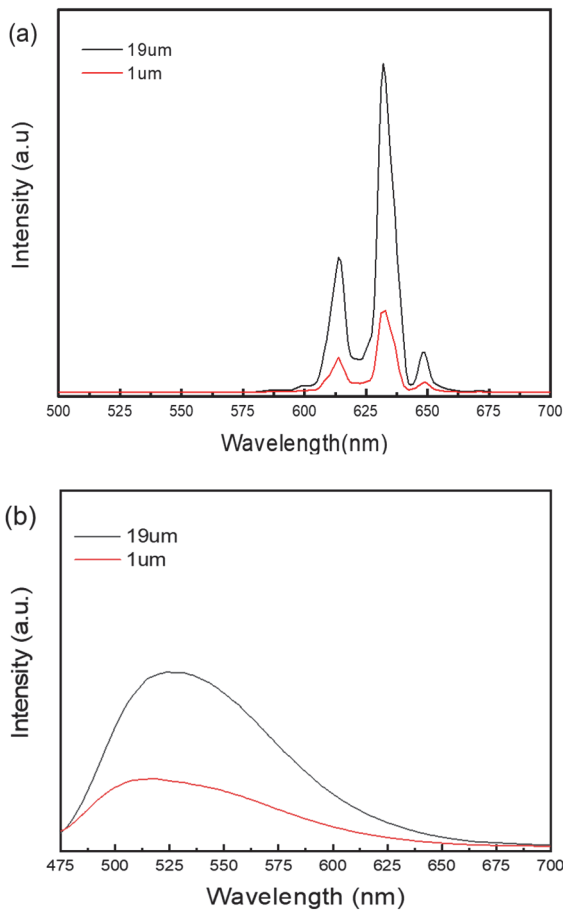 (a)
19um
1um
Intensity (a.u)
500 525 550 575 600 625 650 675 700
Wavelength(nm)
(b)
19um
1um
Intensity (a.u.)
475 500 525 550 575 600 625 650 675 700
Wavelength (nm)